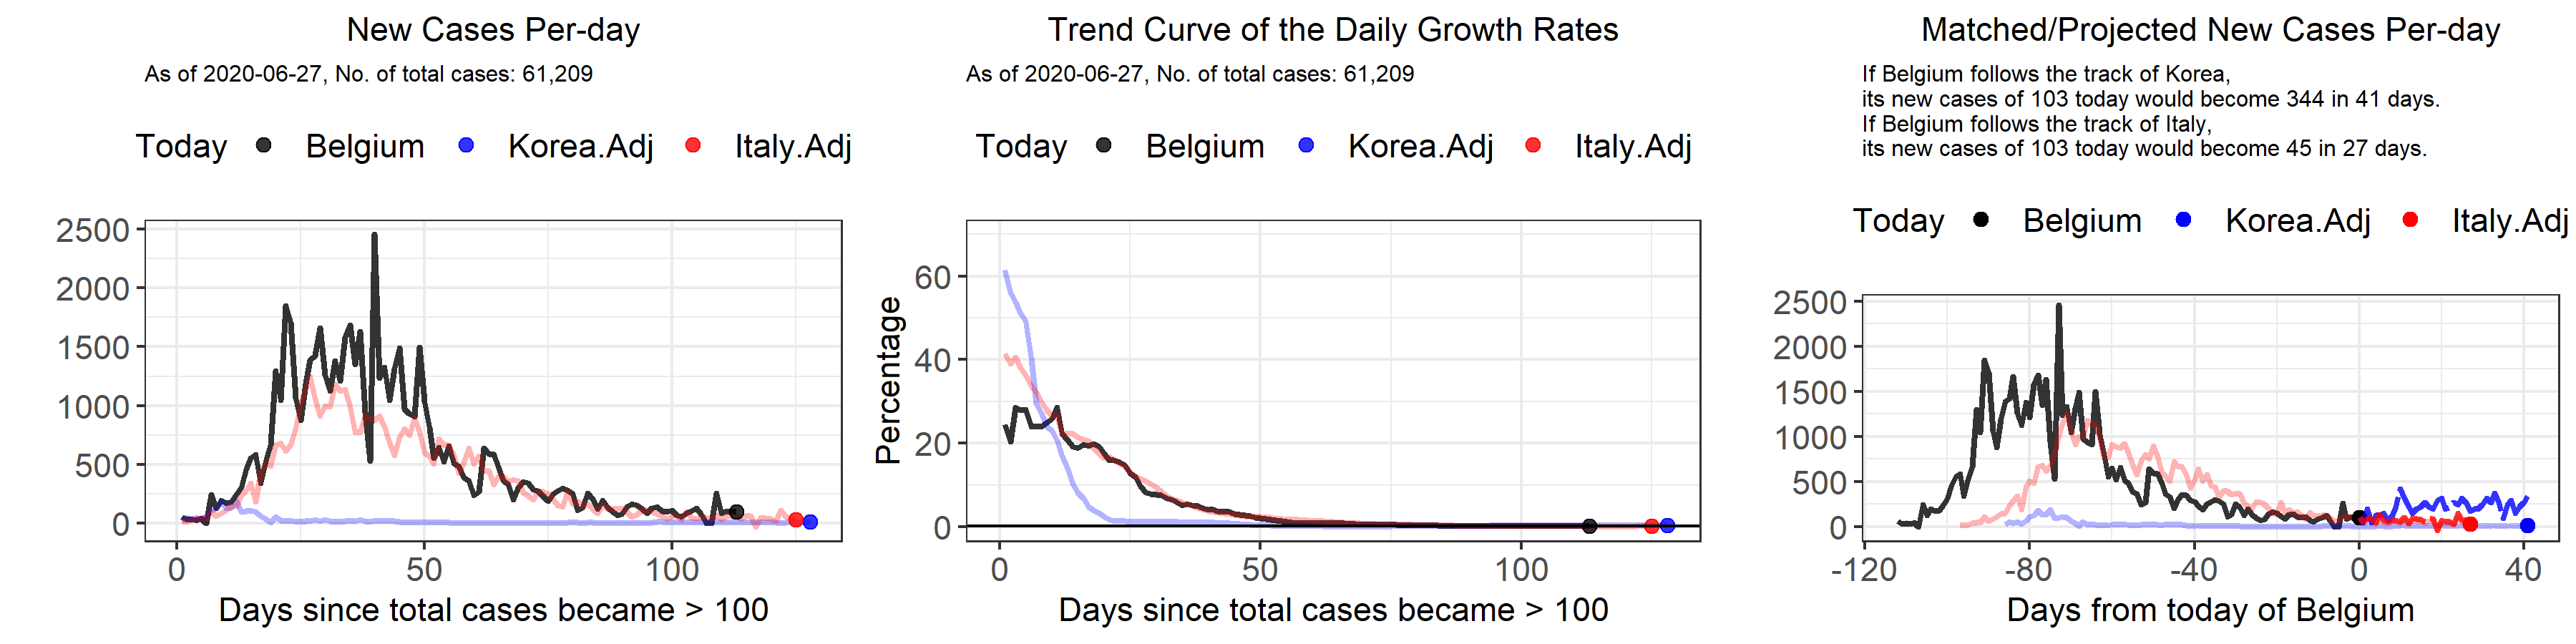 New Cases Per-day
As of 2020-06-27, No. of total cases: 61,209
Today Belgium Korea.Adj Italy.Adj
2500
2000
1500
1000
500
0
0 50 100
Days since total cases became > 100
Trend Curve of the Daily Growth Rates
As of 2020-06-27, No. of total cases: 61,209
Today Belgium Korea.Adj Italy.Adj
Percentage
60
40
20
0
0 50 100
Days since total cases became > 100
Matched/Projected New Cases Per-day
If Belgium follows the track of Korea,
its new cases of 103 today would become 344 in 41 days.
If Belgium follows the track of Italy,
its new cases of 103 today would become 45 in 27 days.
Today Belgium Korea.Adj Italy.Adj
2500
2000
1500
1000
500
0
-120 -80 -40 0 40
Days from today of Belgium